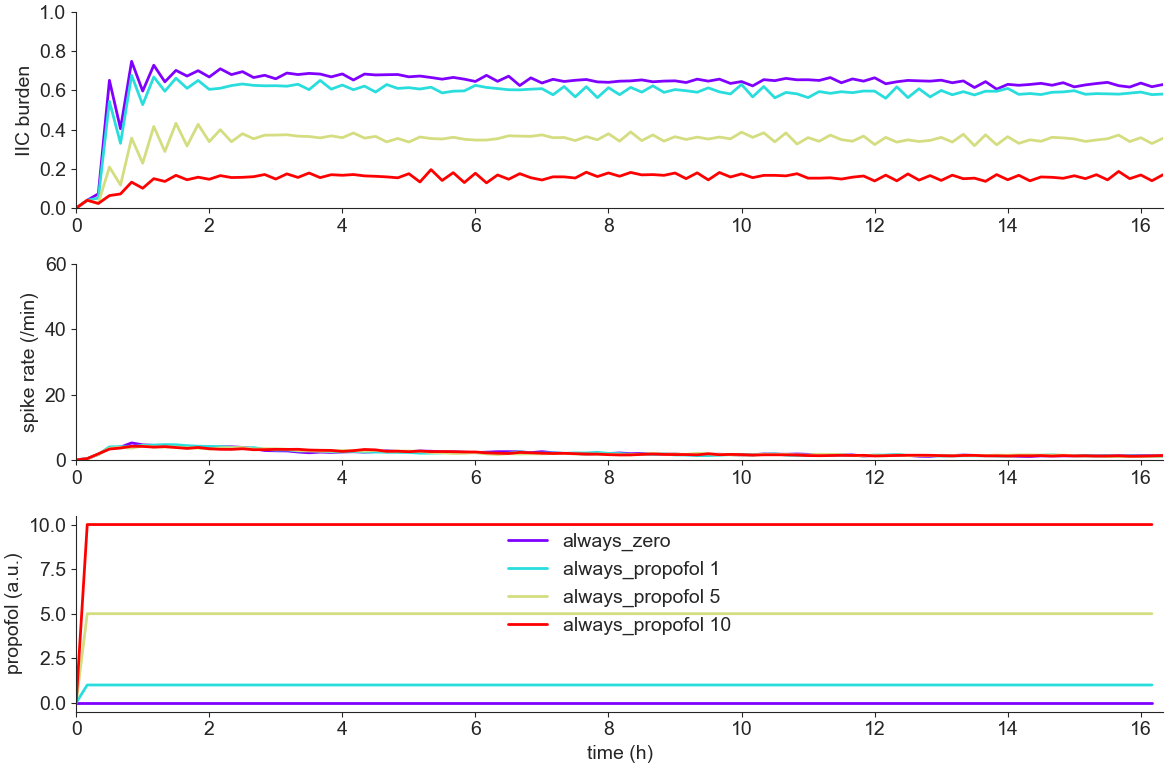 IIC burden
1.0
0.8
0.6
0.4
0.2
0.0
0 2 4 6 8 10 12 14 16
spike rate (/min)
60
40
20
0
0 2 4 6 8 10 12 14 16
propofol (a.u.)
10.0
7.5
5.0
2.5
0.0
always_zero
always_propofol 1
always_propofol 5
always_propofol 10
0 2 4 6 8 10 12 14 16
time (h)